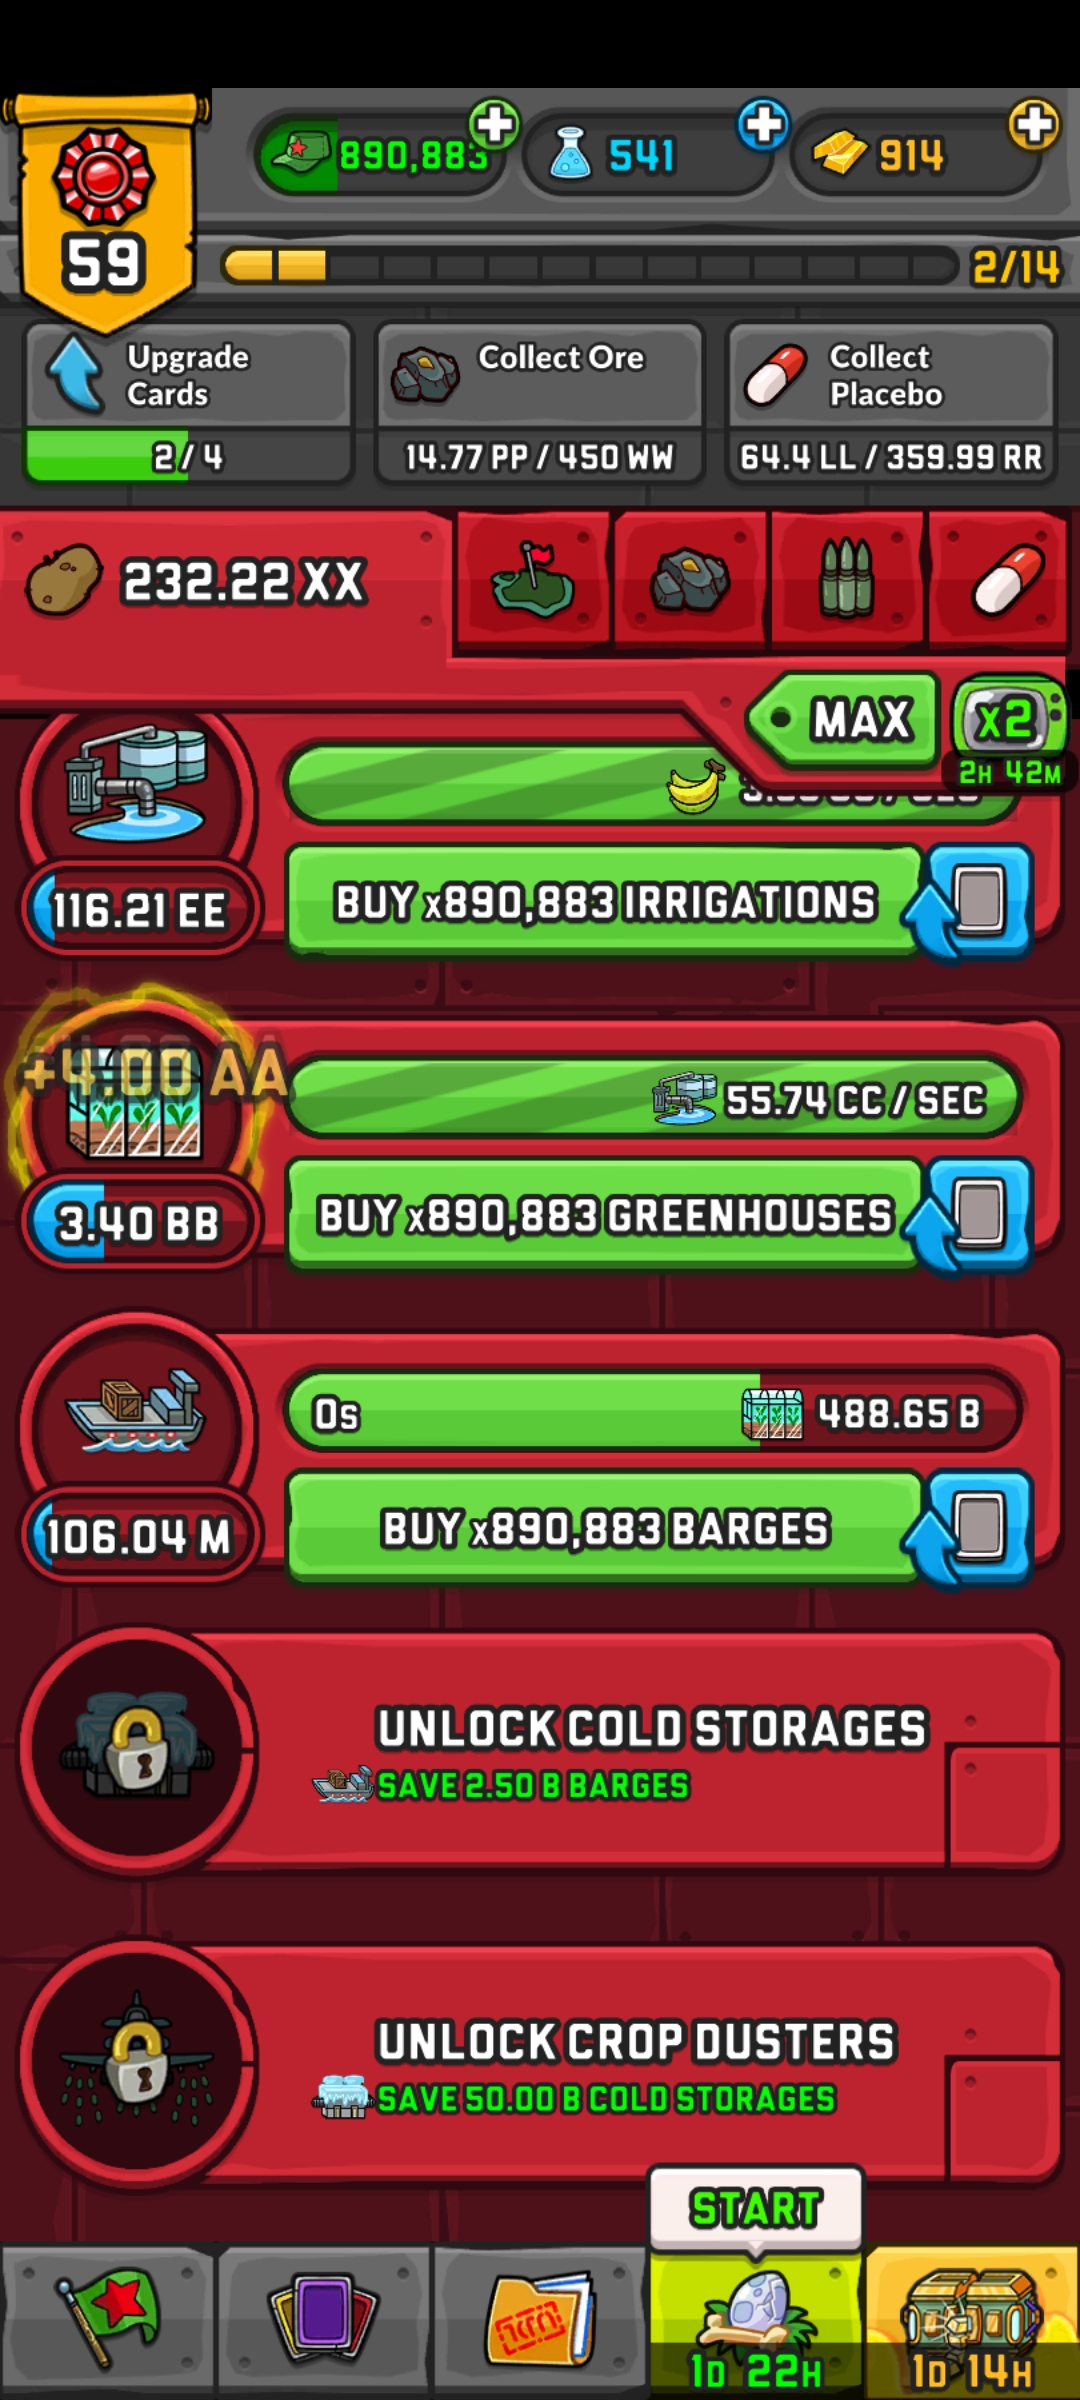 890,883
541
914
59
2/14
Upgrade
Cards
2/4
Collect Ore
14.77 PP / 450 WW
Collect
Placebo
64.4 LL / 359.99 RR
232.22 XX
MAX
X2
2H 42M
116.21 EE
BUY x890,883 IRRIGATIONS
+4.00 AA
55.74 CC / SEC
3.40 BB
BUY x890,883 GREENHOUSES
0s
488.65 B
106.04 M
BUY x890,883 BARGES
UNLOCK COLD STORAGES
SAVE 2.50 B BARGES
UNLOCK CROP DUSTERS
SAVE 50.00 B COLD STORAGES
START
1D 22H
1D 14H